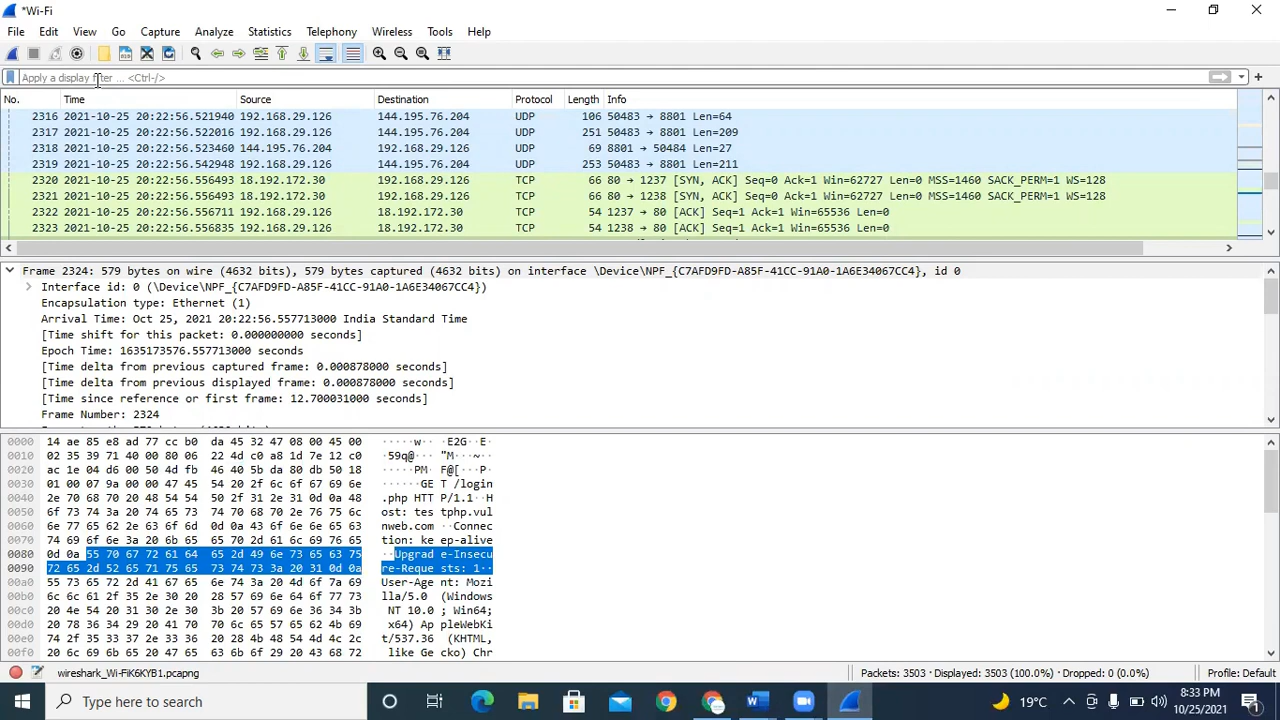 *Wi-Fi
File Edit View Go Capture Analyze Statistics Telephony Wireless Tools Help
Apply a display filter ... <Ctrl-/>
No. Time Source Destination Protocol Length Info
2316 2021-10-25 20:22:56.521940 192.168.29.126 144.195.76.204 UDP 106 50483 → 8801 Len=64
2317 2021-10-25 20:22:56.522016 192.168.29.126 144.195.76.204 UDP 251 50483 → 8801 Len=209
2318 2021-10-25 20:22:56.523460 144.195.76.204 192.168.29.126 UDP 69 8801 → 50484 Len=27
2319 2021-10-25 20:22:56.542948 192.168.29.126 144.195.76.204 UDP 253 50483 → 8801 Len=211
2320 2021-10-25 20:22:56.556493 18.192.172.30 192.168.29.126 TCP 66 80 → 1237 [SYN, ACK] Seq=0 Ack=1 Win=62727 Len=0 MSS=1460 SACK_PERM=1 WS=128
2321 2021-10-25 20:22:56.556493 18.192.172.30 192.168.29.126 TCP 66 80 → 1238 [SYN, ACK] Seq=0 Ack=1 Win=62727 Len=0 MSS=1460 SACK_PERM=1 WS=128
2322 2021-10-25 20:22:56.556711 192.168.29.126 18.192.172.30 TCP 54 1237 → 80 [ACK] Seq=1 Ack=1 Win=65536 Len=0
2323 2021-10-25 20:22:56.556835 192.168.29.126 18.192.172.30 TCP 54 1238 → 80 [ACK] Seq=1 Ack=1 Win=65536 Len=0
Frame 2324: 579 bytes on wire (4632 bits), 579 bytes captured (4632 bits) on interface \Device\NPF_{C7AFD9FD-A85F-41CC-91A0-1A6E34067CC4}, id 0
Interface id: 0 (\Device\NPF_{C7AFD9FD-A85F-41CC-91A0-1A6E34067CC4})
Encapsulation type: Ethernet (1)
Arrival Time: Oct 25, 2021 20:22:56.557713000 India Standard Time
[Time shift for this packet: 0.000000000 seconds]
Epoch Time: 1635173576.557713000 seconds
[Time delta from previous captured frame: 0.000878000 seconds]
[Time delta from previous displayed frame: 0.000878000 seconds]
[Time since reference or first frame: 12.700031000 seconds]
Frame Number: 2324
0000 14 ae 85 e8 ad 77 cc b0 da 45 32 47 08 00 45 00 ·····w·· ·E2G··E·
0010 02 35 39 71 40 00 80 06 22 4d c0 a8 1d 7e 12 c0 ·59q@··· "M···~··
0020 ac 1e 04 d6 00 50 4d fb 46 40 5b da 80 db 50 18 ·····PM· F@[···P·
0030 01 00 07 9a 00 00 47 45 54 20 2f 6c 6f 67 69 6e ······GE T /login
0040 2e 70 68 70 20 48 54 54 50 2f 31 2e 31 0d 0a 48 .php HTT P/1.1··H
0050 6f 73 74 3a 20 74 65 73 74 70 68 70 2e 76 75 6c ost: tes tphp.vul
0060 6e 77 65 62 2e 63 6f 6d 0d 0a 43 6f 6e 6e 65 63 nweb.com ··Connec
0070 74 69 6f 6e 3a 20 6b 65 65 70 2d 61 6c 69 76 65 tion: ke ep-alive
0080 0d 0a 55 70 67 72 61 64 65 2d 49 6e 73 65 63 75 ··Upgrad e-Insecu
0090 72 65 2d 52 65 71 75 65 73 74 73 3a 20 31 0d 0a re-Reque sts: 1··
00a0 55 73 65 72 2d 41 67 65 6e 74 3a 20 4d 6f 7a 69 User-Age nt: Mozi
00b0 6c 6c 61 2f 35 2e 30 20 28 57 69 6e 64 6f 77 73 lla/5.0 (Windows
00c0 20 4e 54 20 31 30 2e 30 3b 20 57 69 6e 36 34 3b NT 10.0 ; Win64;
00d0 20 78 36 34 29 20 41 70 70 6c 65 57 65 62 4b 69 x64) Ap pleWebKi
00e0 74 2f 35 33 37 2e 33 36 20 28 4b 48 54 4d 4c 2c t/537.36 (KHTML,
00f0 20 6c 69 6b 65 20 47 65 63 6b 6f 29 20 43 68 72 like Ge cko) Chr
wireshark_Wi-FiK6KYB1.pcapng Packets: 3503 · Displayed: 3503 (100.0%) · Dropped: 0 (0.0%) Profile: Default
Type here to search 19°C 8:33 PM
10/25/2021